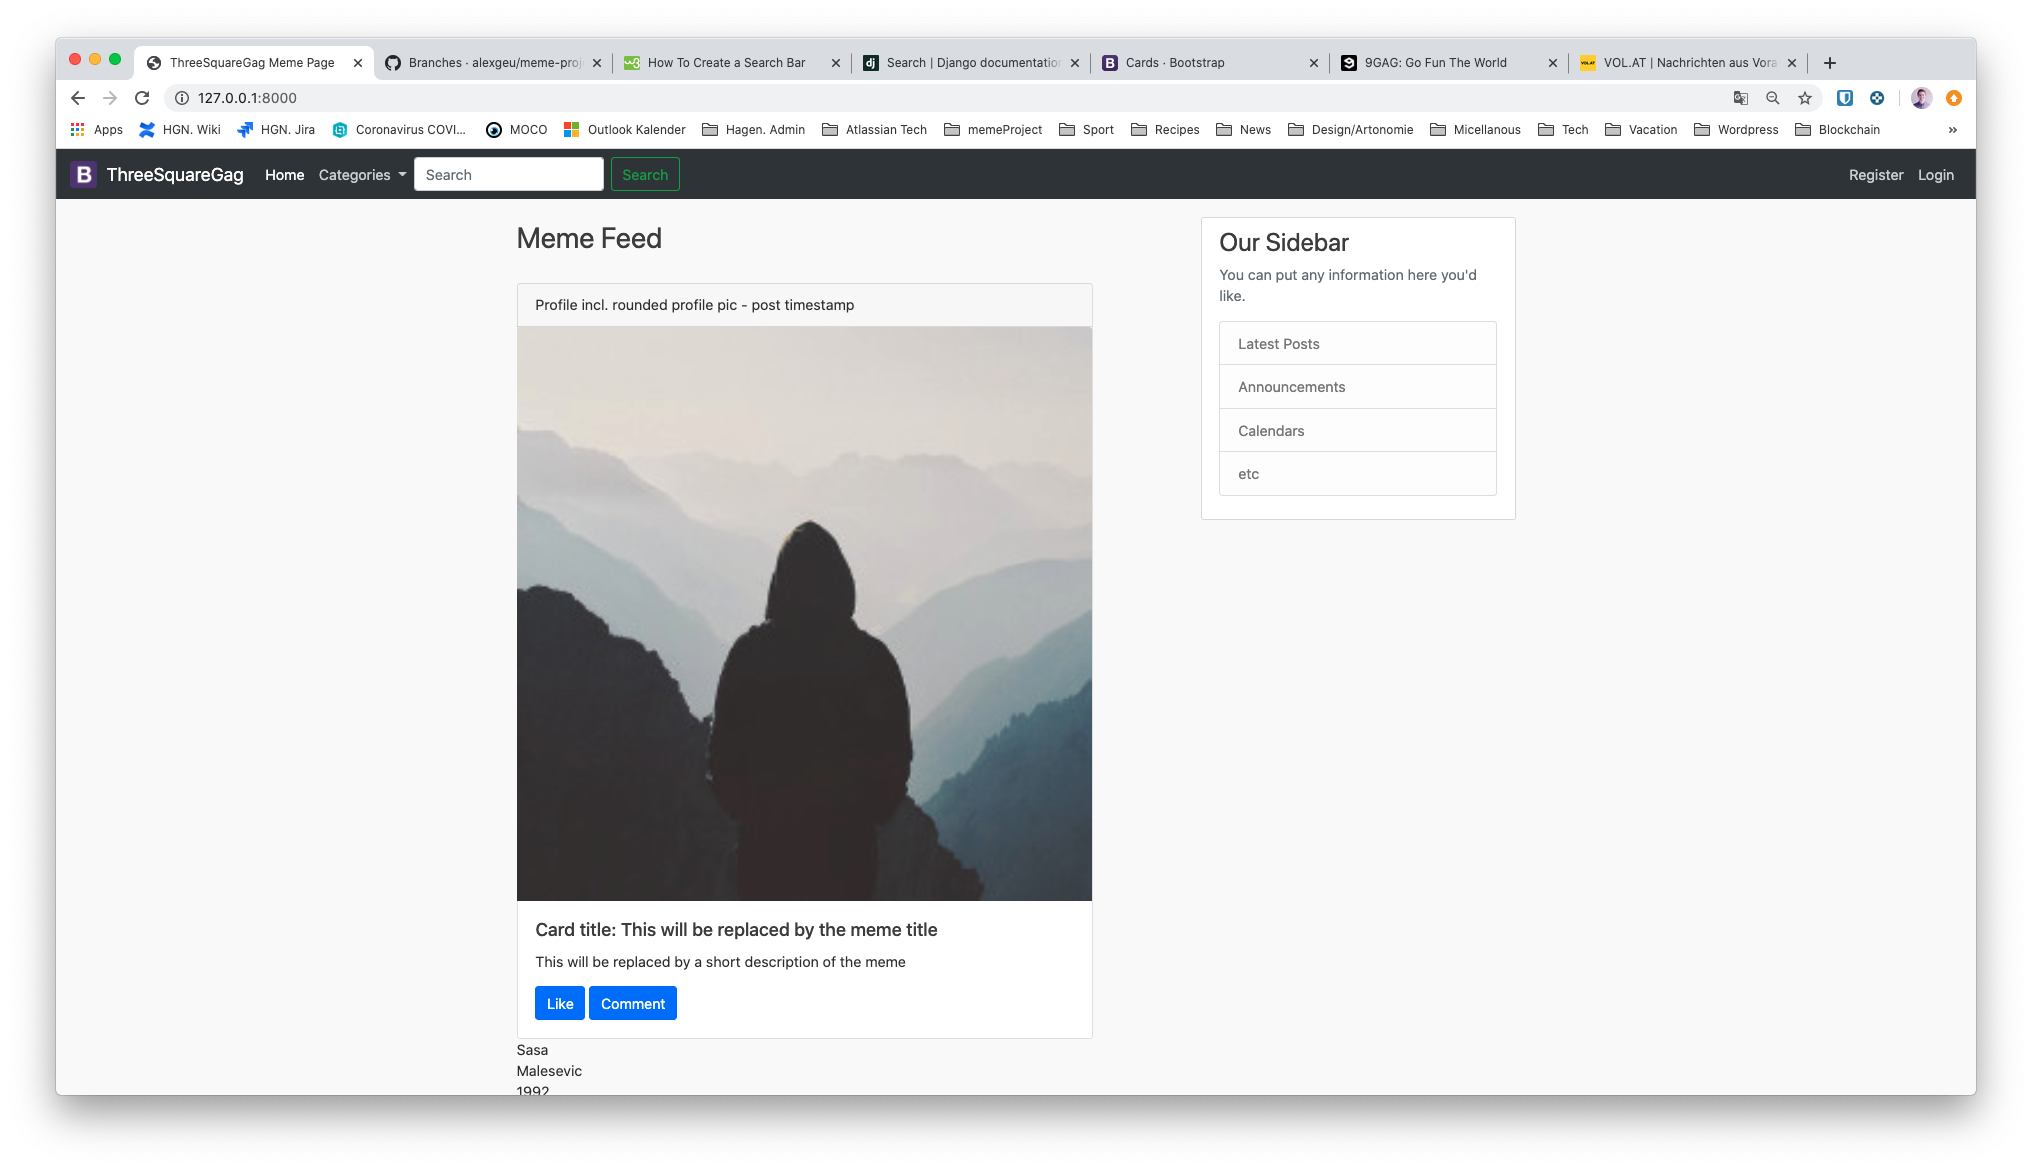 ThreeSquareGag Meme Page
Branches · alexgeu/meme-proj
How To Create a Search Bar
Search | Django documentation
Cards · Bootstrap
9GAG: Go Fun The World
VOL.AT | Nachrichten aus Vora
127.0.0.1:8000
Apps
HGN. Wiki
HGN. Jira
Coronavirus COVI...
MOCO
Outlook Kalender
Hagen. Admin
Atlassian Tech
memeProject
Sport
Recipes
News
Design/Artonomie
Micellanous
Tech
Vacation
Wordpress
Blockchain
»
B ThreeSquareGag
Home
Categories
Search
Search
Register
Login
Meme Feed
Profile incl. rounded profile pic - post timestamp
Card title: This will be replaced by the meme title
This will be replaced by a short description of the meme
Like
Comment
Sasa
Malesevic
1992
Our Sidebar
You can put any information here you'd
like.
Latest Posts
Announcements
Calendars
etc